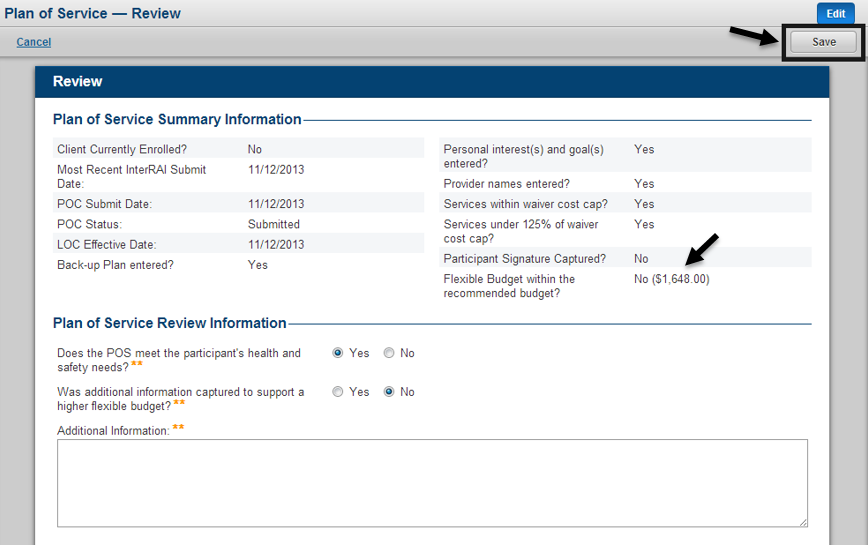 Plan of Service — Review
Edit
Cancel
Save
Review
Plan of Service Summary Information
Client Currently Enrolled? No
Most Recent InterRAI Submit 11/12/2013
Date:
POC Submit Date: 11/12/2013
POC Status: Submitted
LOC Effective Date: 11/12/2013
Back-up Plan entered? Yes
Personal interest(s) and goal(s) Yes
entered?
Provider names entered? Yes
Services within waiver cost cap? Yes
Services under 125% of waiver Yes
cost cap?
Participant Signature Captured? No
Flexible Budget within the No ($1,648.00)
recommended budget?
Plan of Service Review Information
Does the POS meet the participant's health and Yes No
safety needs? **
Was additional information captured to support a Yes No
higher flexible budget? **
Additional Information: **